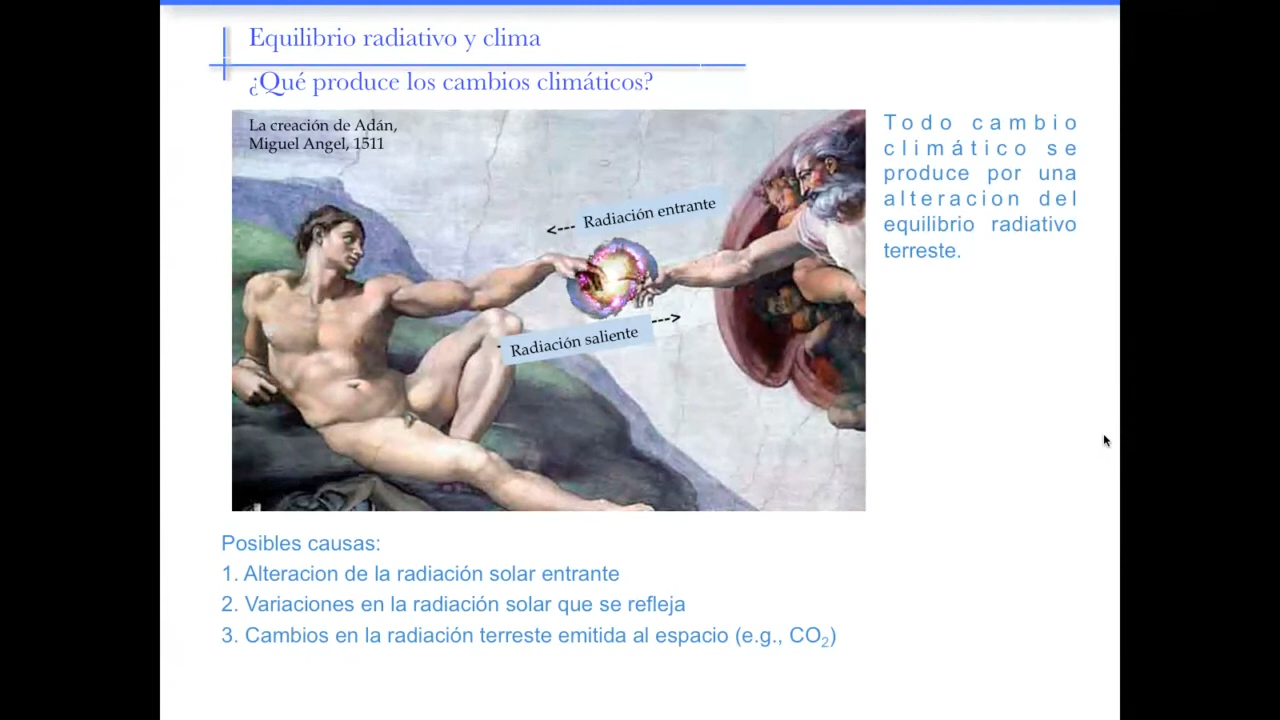 Equilibrio radiativo y clima
¿Qué produce los cambios climáticos?
La creación de Adán,
Miguel Angel, 1511
<--- Radiación entrante
Radiación saliente --->
Todo cambio
climático se
produce por una
alteracion del
equilibrio radiativo
terreste.
Posibles causas:
1. Alteracion de la radiación solar entrante
2. Variaciones en la radiación solar que se refleja
3. Cambios en la radiación terreste emitida al espacio (e.g., CO₂)